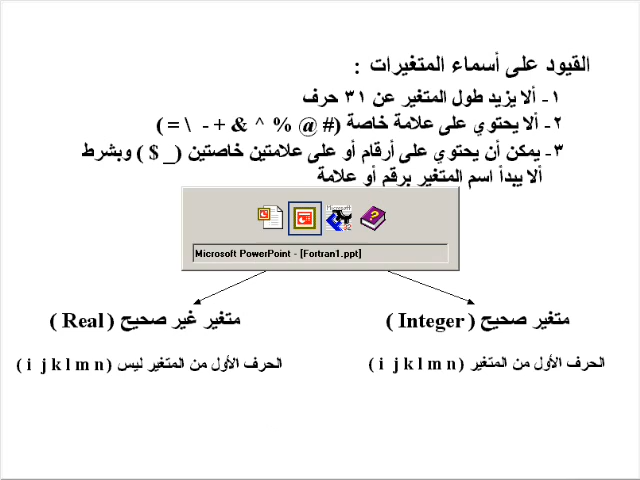 القيود على أسماء المتغيرات :
١- ألا يزيد طول المتغير عن ٣١ حرف
٢- ألا يحتوي على علامة خاصة (# @ % ^ & + - \ = )
٣- يمكن أن يحتوي على أرقام أو على علامتين خاصتين ( _ $ ) وبشرط
ألا يبدأ اسم المتغير برقم أو علامة
Microsoft
32
Microsoft PowerPoint - [Fortran1.ppt]
متغير صحيح ( Integer )
متغير غير صحيح ( Real )
الحرف الأول من المتغير ( i j k l m n )
الحرف الأول من المتغير ليس ( i j k l m n )